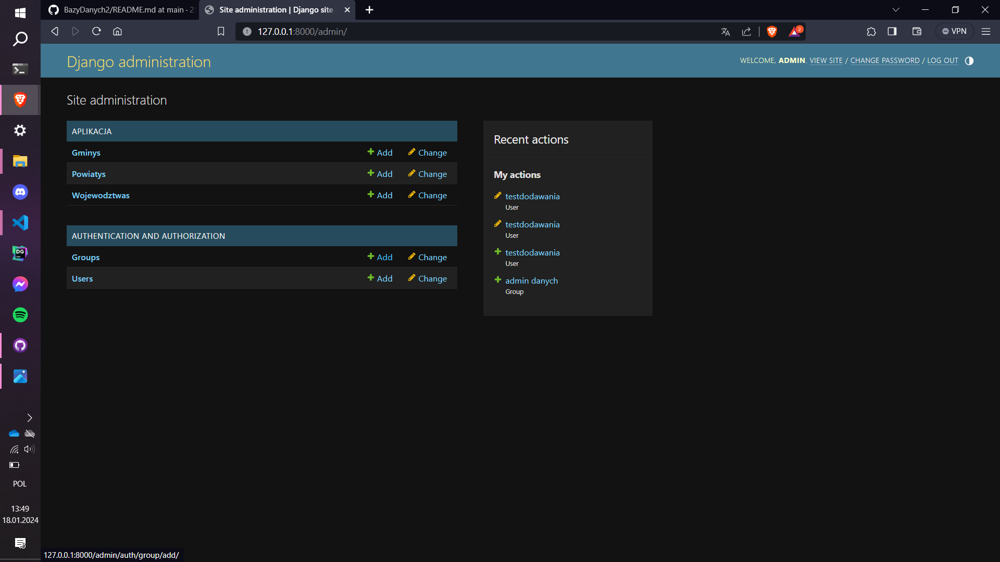 BazyDanych2/README.md at main · 2
Site administration | Django site
127.0.0.1:8000/admin/
2
VPN
Django administration
WELCOME, ADMIN. VIEW SITE / CHANGE PASSWORD / LOG OUT
Site administration
APLIKACJA
Gminys Add Change
Powiatys Add Change
Wojewodztwas Add Change
AUTHENTICATION AND AUTHORIZATION
Groups Add Change
Users Add Change
Recent actions
My actions
testdodawania
User
testdodawania
User
testdodawania
User
admin danych
Group
DG
POL
13:49
18.01.2024
127.0.0.1:8000/admin/auth/group/add/